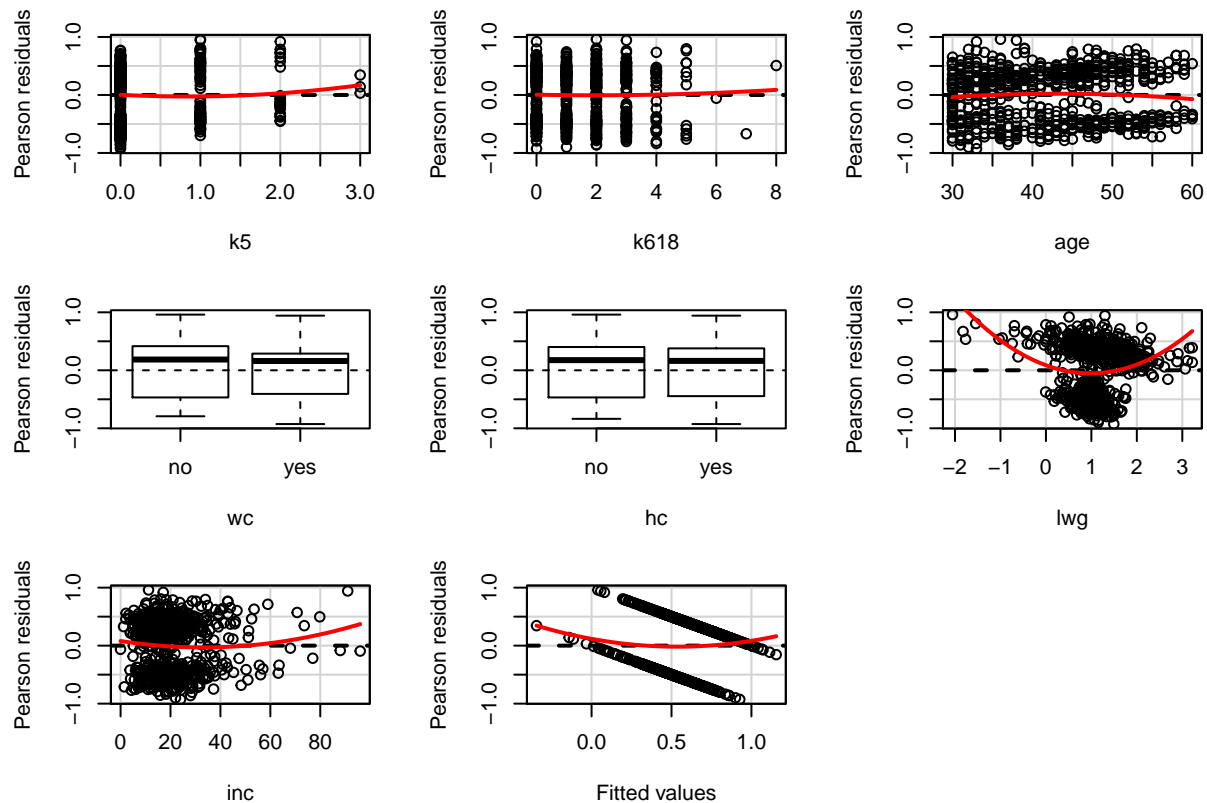 Pearson residuals
−1.0 0.0 1.0
0.0 1.0 2.0 3.0
k5
Pearson residuals
−1.0 0.0 1.0
0 2 4 6 8
k618
Pearson residuals
−1.0 0.0 1.0
30 40 50 60
age
Pearson residuals
−1.0 0.0 1.0
no yes
wc
Pearson residuals
−1.0 0.0 1.0
no yes
hc
Pearson residuals
−1.0 0.0 1.0
−2 −1 0 1 2 3
lwg
Pearson residuals
−1.0 0.0 1.0
0 20 40 60 80
inc
Pearson residuals
−1.0 0.0 1.0
0.0 0.5 1.0
Fitted values